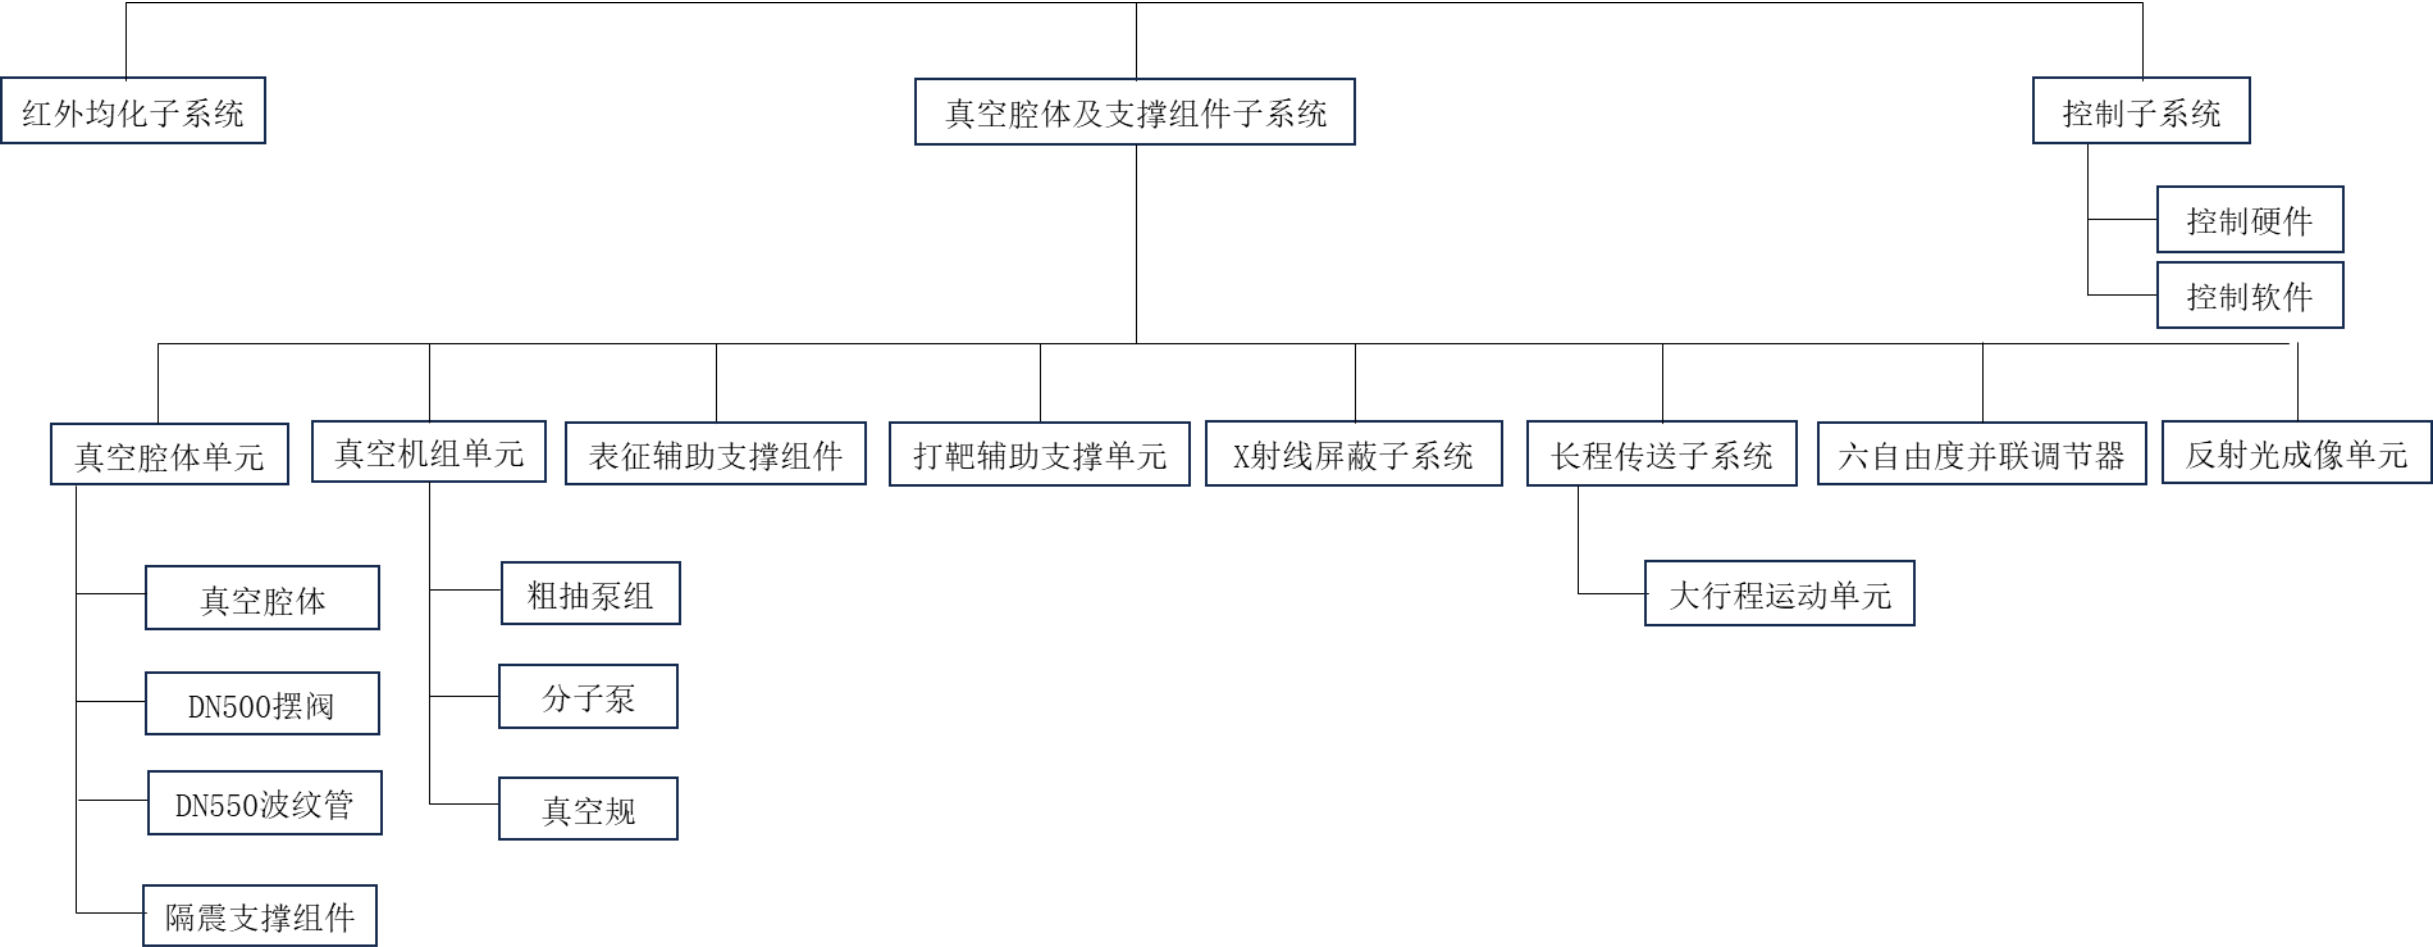 红外均化子系统
真空腔体及支撑组件子系统
控制子系统
控制硬件
控制软件
真空腔体单元
真空机组单元
表征辅助支撑组件
打靶辅助支撑单元
X射线屏蔽子系统
长程传送子系统
六自由度并联调节器
反射光成像单元
真空腔体
DN500摆阀
DN550波纹管
隔震支撑组件
粗抽泵组
分子泵
真空规
大行程运动单元